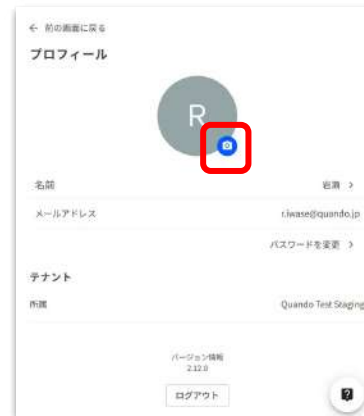 ← 前の画面に戻る
プロフィール
R
名前 岩瀬 >
メールアドレス r.iwase@quando.jp
パスワードを変更 >
テナント
所属 Quando Test Staging
バージョン情報
2.12.0
ログアウト
?